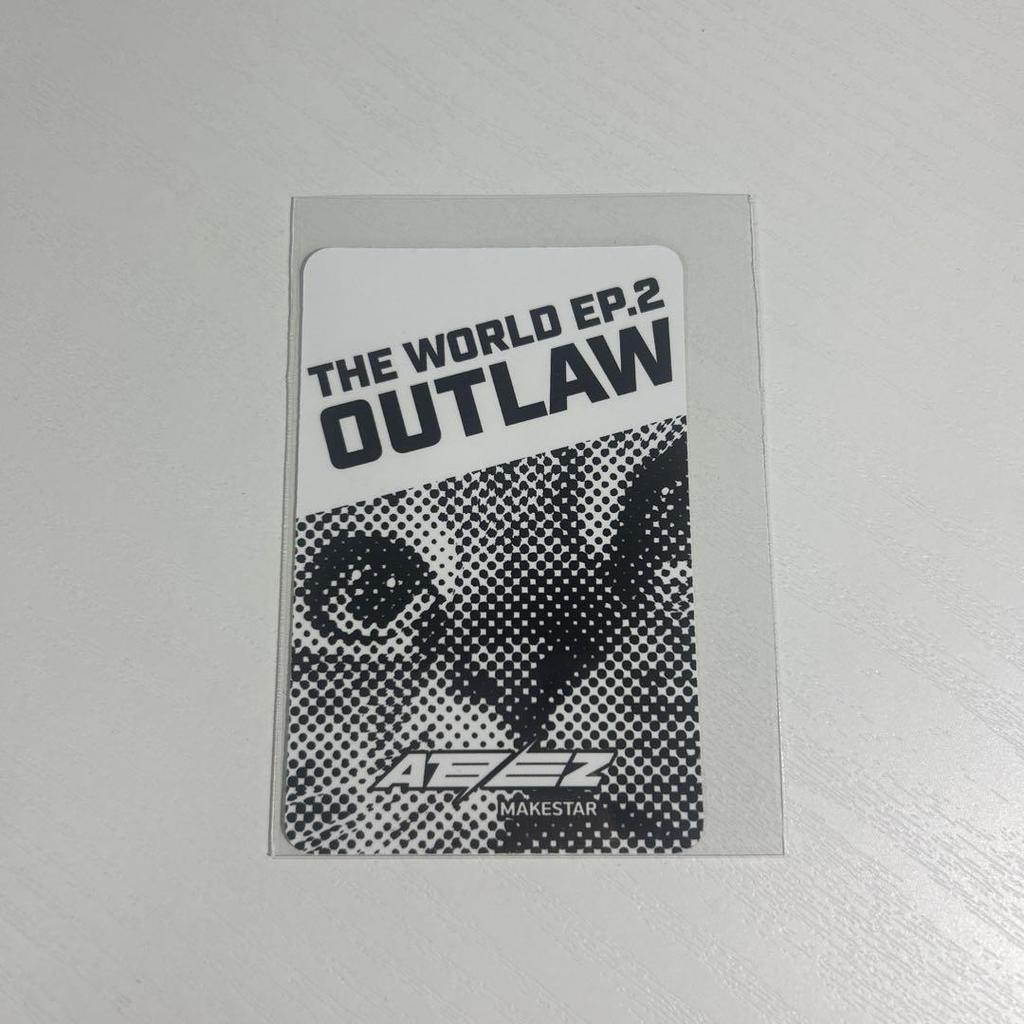 THE WORLD EP.2
OUTLAW
ATEEZ
MAKESTAR